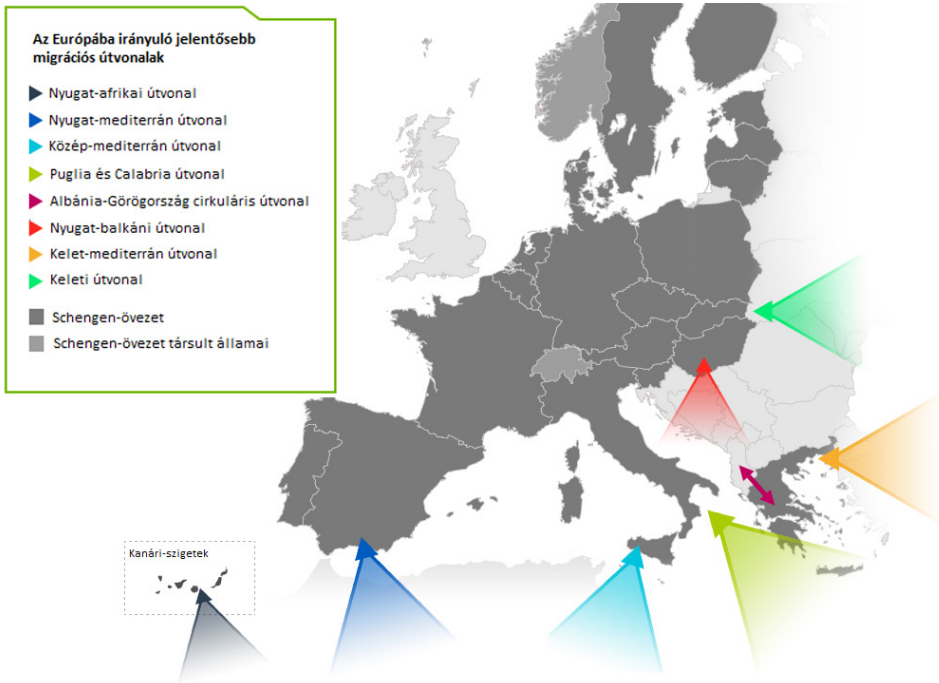 Az Európába irányuló jelentősebb
migrációs útvonalak
Nyugat-afrikai útvonal
Nyugat-mediterrán útvonal
Közép-mediterrán útvonal
Puglia és Calabria útvonal
Albánia-Görögország cirkuláris útvonal
Nyugat-balkáni útvonal
Kelet-mediterrán útvonal
Keleti útvonal
Schengen-övezet
Schengen-övezet társult államai
Kanári-szigetek